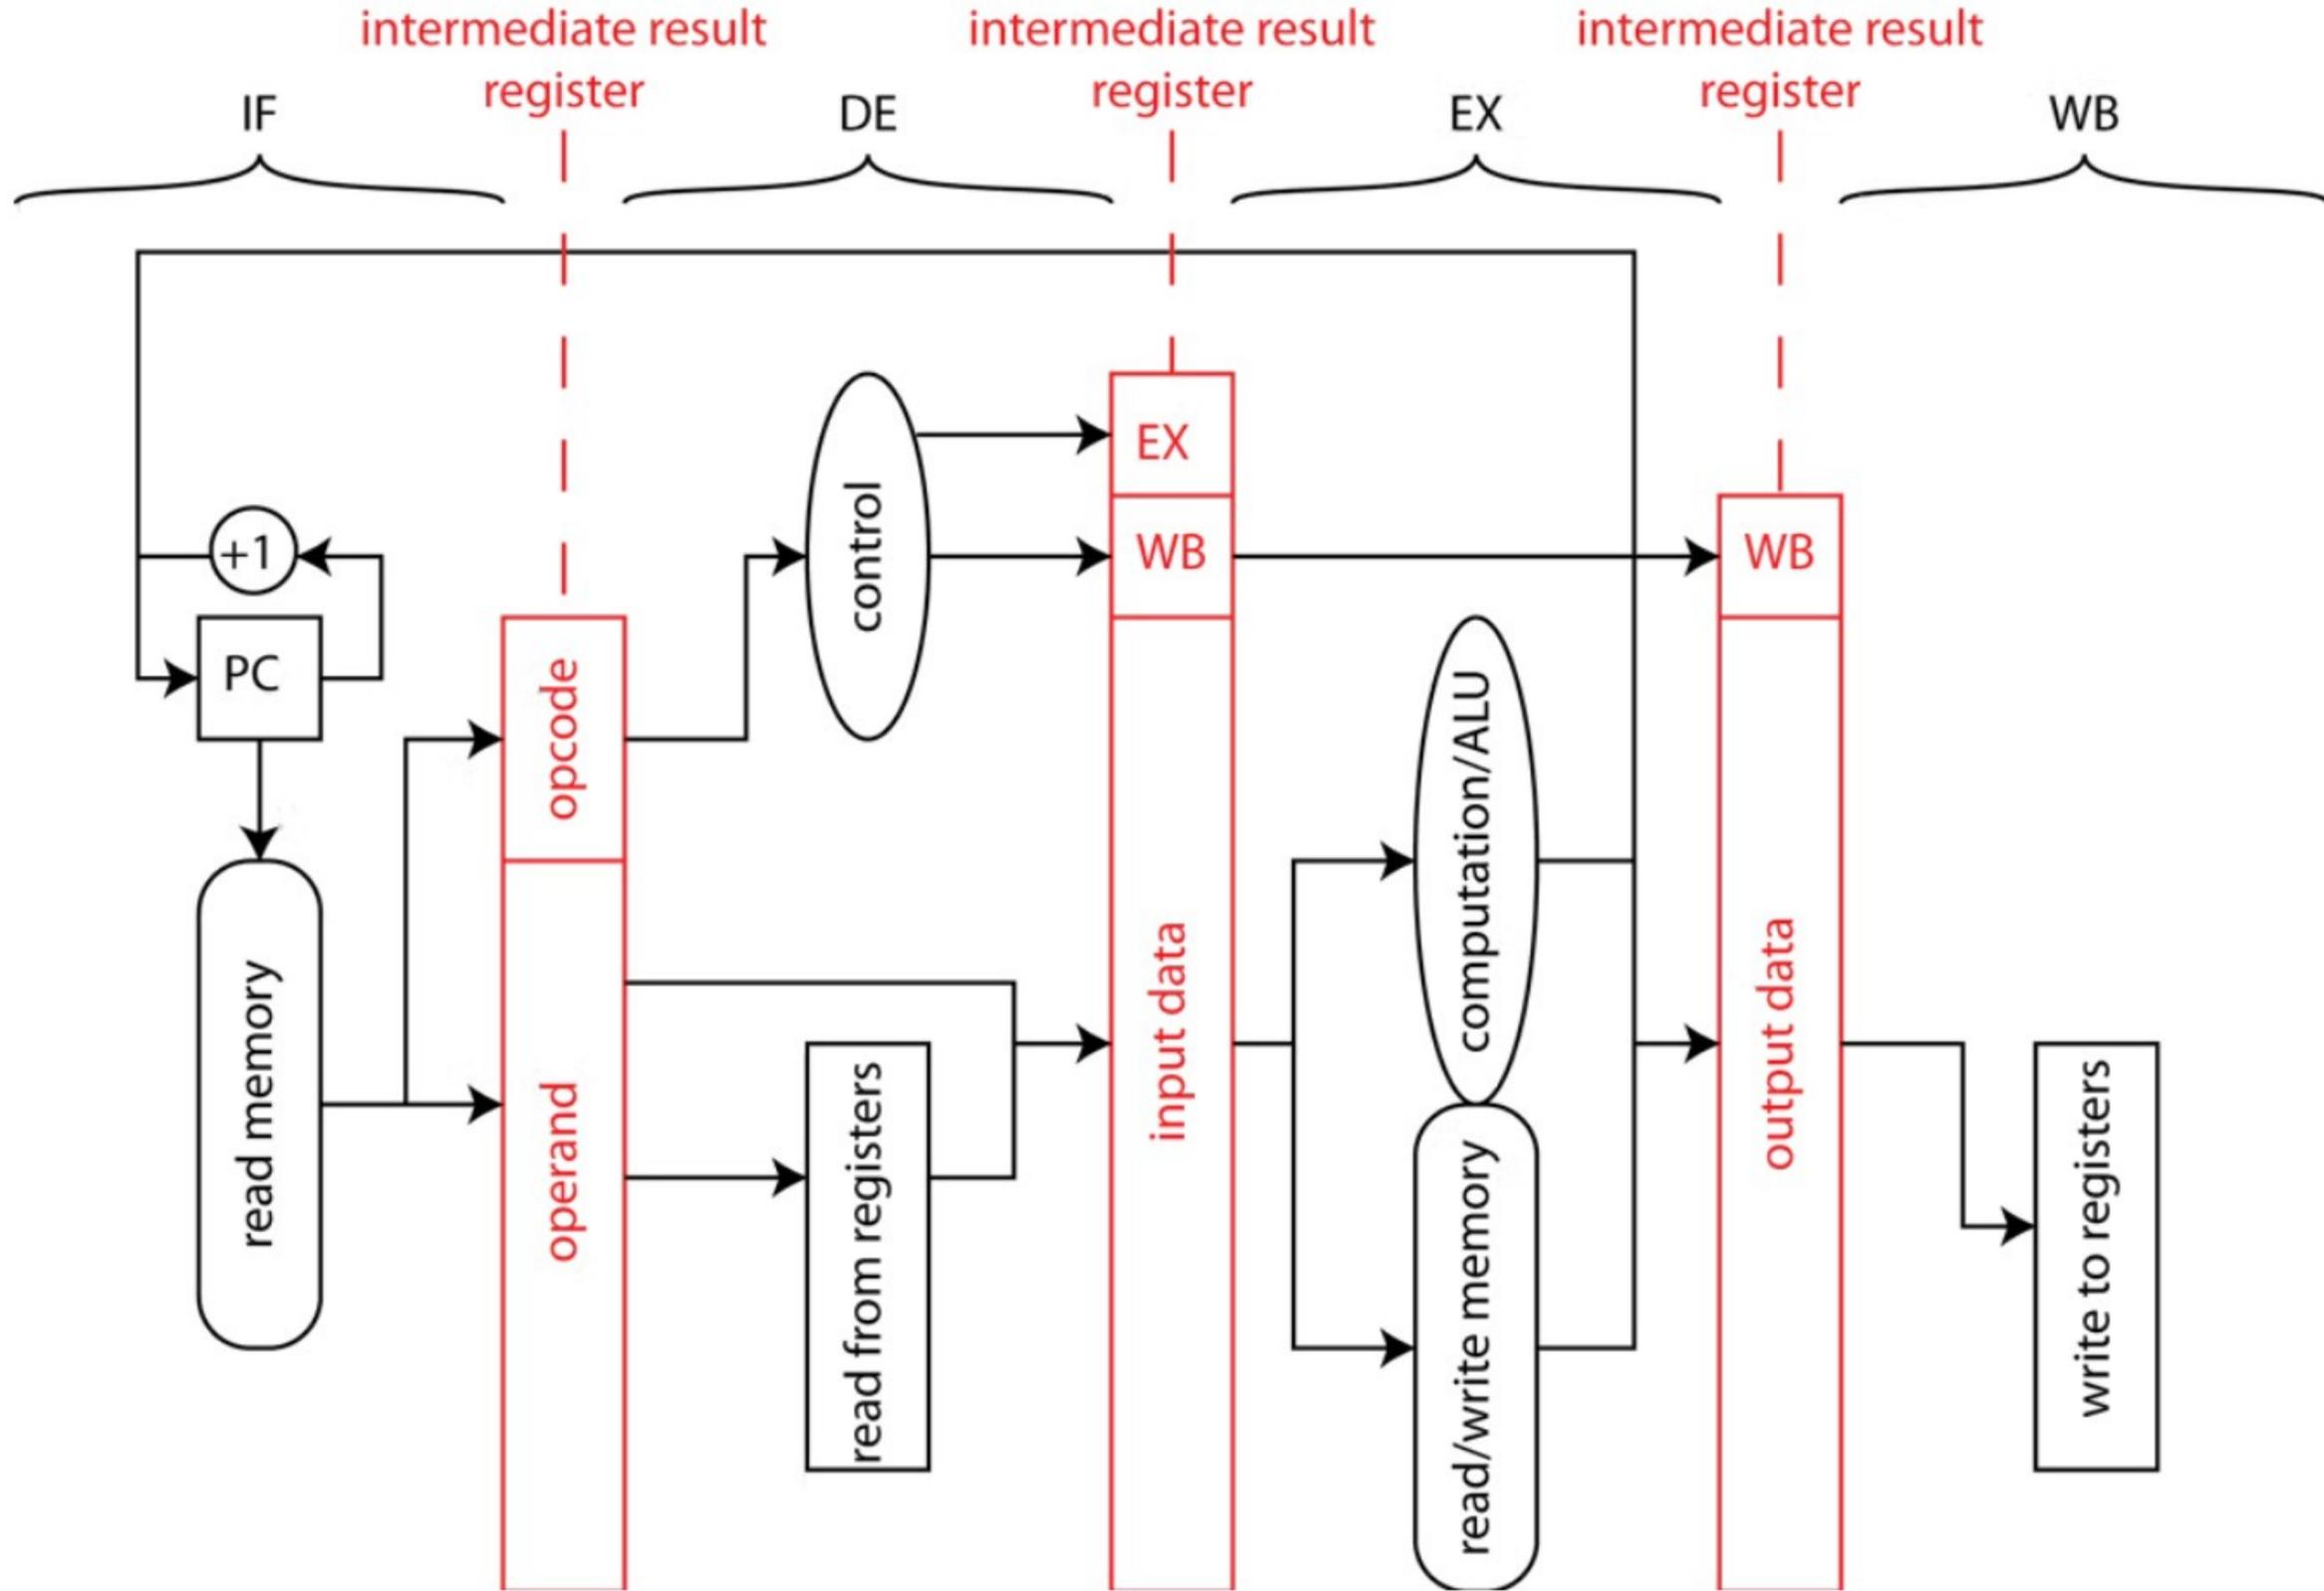 intermediate result
register
intermediate result
register
intermediate result
register
IF
DE
EX
WB
+1
PC
read memory
opcode
operand
control
read from registers
EX
WB
input data
computation/ALU
read/write memory
WB
output data
write to registers